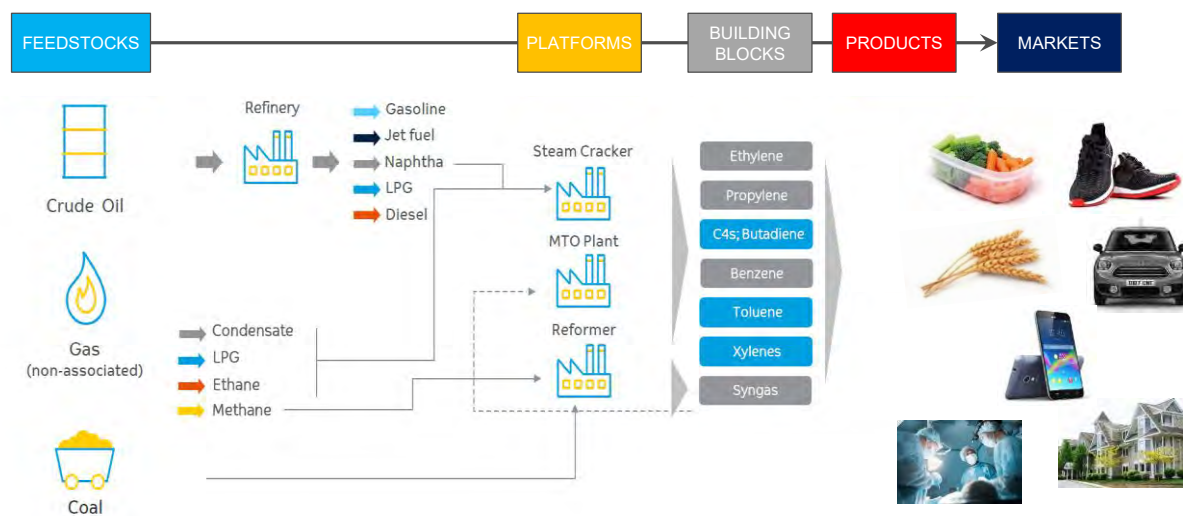 FEEDSTOCKS
PLATFORMS
BUILDING
BLOCKS
PRODUCTS
MARKETS
Refinery
Gasoline
Jet fuel
Naphtha
LPG
Diesel
Crude Oil
Steam Cracker
MTO Plant
Reformer
Ethylene
Propylene
C4s; Butadiene
Benzene
Toluene
Xylenes
Syngas
Gas
(non-associated)
Condensate
LPG
Ethane
Methane
Coal